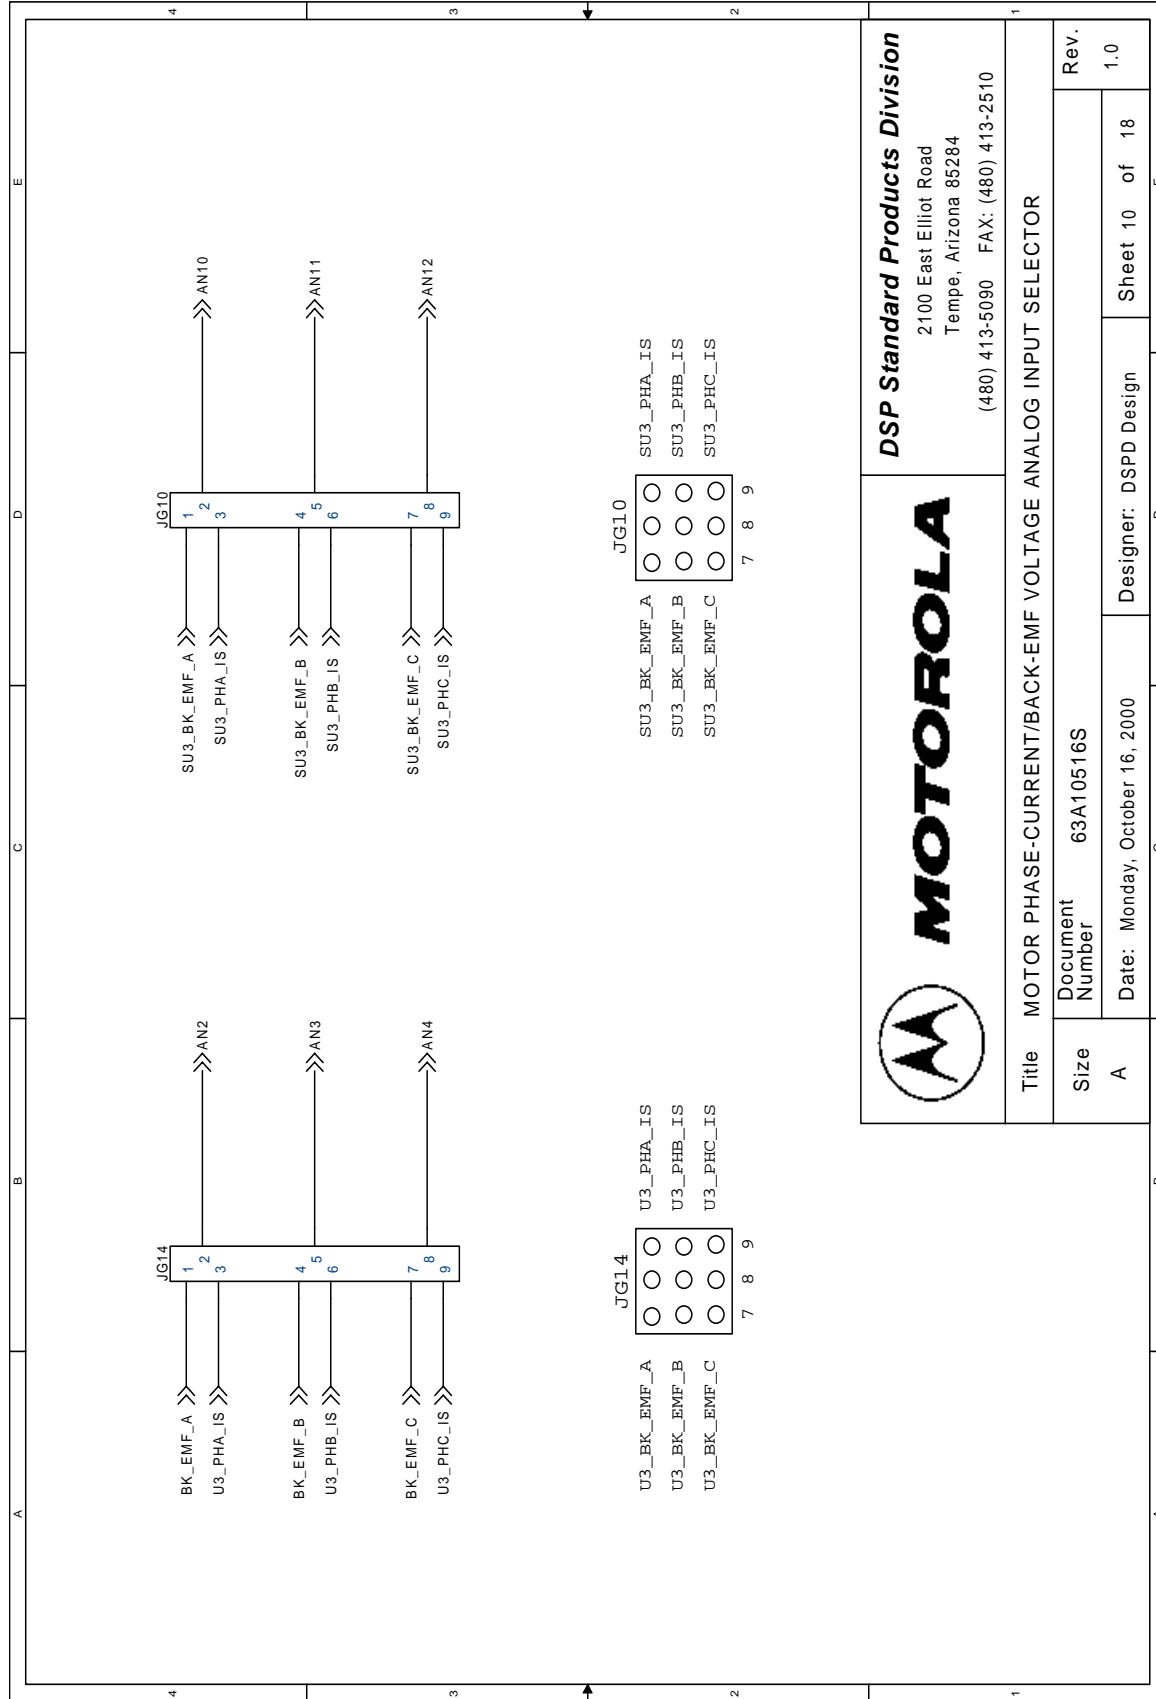 A
B
C
D
E
4
4
3
3
2
2
1
1
JG14
1
2
3
4
5
6
7
8
9
BK_EMF_A
U3_PHA_IS
BK_EMF_B
U3_PHB_IS
BK_EMF_C
U3_PHC_IS
AN2
AN3
AN4
JG10
1
2
3
4
5
6
7
8
9
SU3_BK_EMF_A
SU3_PHA_IS
SU3_BK_EMF_B
SU3_PHB_IS
SU3_BK_EMF_C
SU3_PHC_IS
AN10
AN11
AN12
JG14
U3_BK_EMF_A U3_PHA_IS
U3_BK_EMF_B U3_PHB_IS
U3_BK_EMF_C U3_PHC_IS
7 8 9
JG10
SU3_BK_EMF_A SU3_PHA_IS
SU3_BK_EMF_B SU3_PHB_IS
SU3_BK_EMF_C SU3_PHC_IS
7 8 9
MOTOROLA
DSP Standard Products Division
2100 East Elliot Road
Tempe, Arizona 85284
(480) 413-5090 FAX: (480) 413-2510
Title MOTOR PHASE-CURRENT/BACK-EMF VOLTAGE ANALOG INPUT SELECTOR
Size
A
Document
Number
63A10516S
Rev.
1.0
Date: Monday, October 16, 2000
Designer: DSPD Design
Sheet 10 of 18